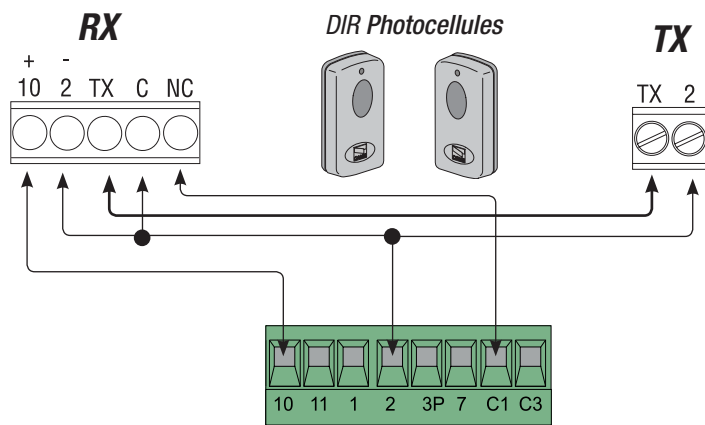 RX
DIR Photocellules
TX
+ -
10 2 TX C NC
TX 2
10 11 1 2 3P 7 C1 C3